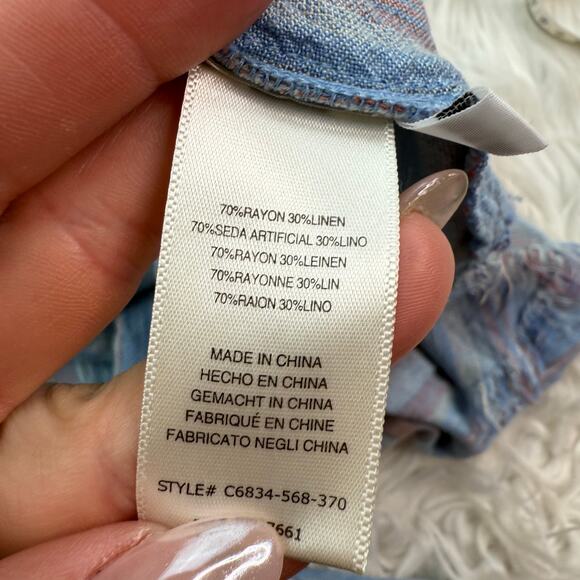 70%RAYON 30%LINEN
70%SEDA ARTIFICIAL 30%LINO
70%RAYON 30%LEINEN
70%RAYONNE 30%LIN
70%RAION 30%LINO
MADE IN CHINA
HECHO EN CHINA
GEMACHT IN CHINA
FABRIQUÉ EN CHINE
FABRICATO NEGLI CHINA
STYLE# C6834-568-370